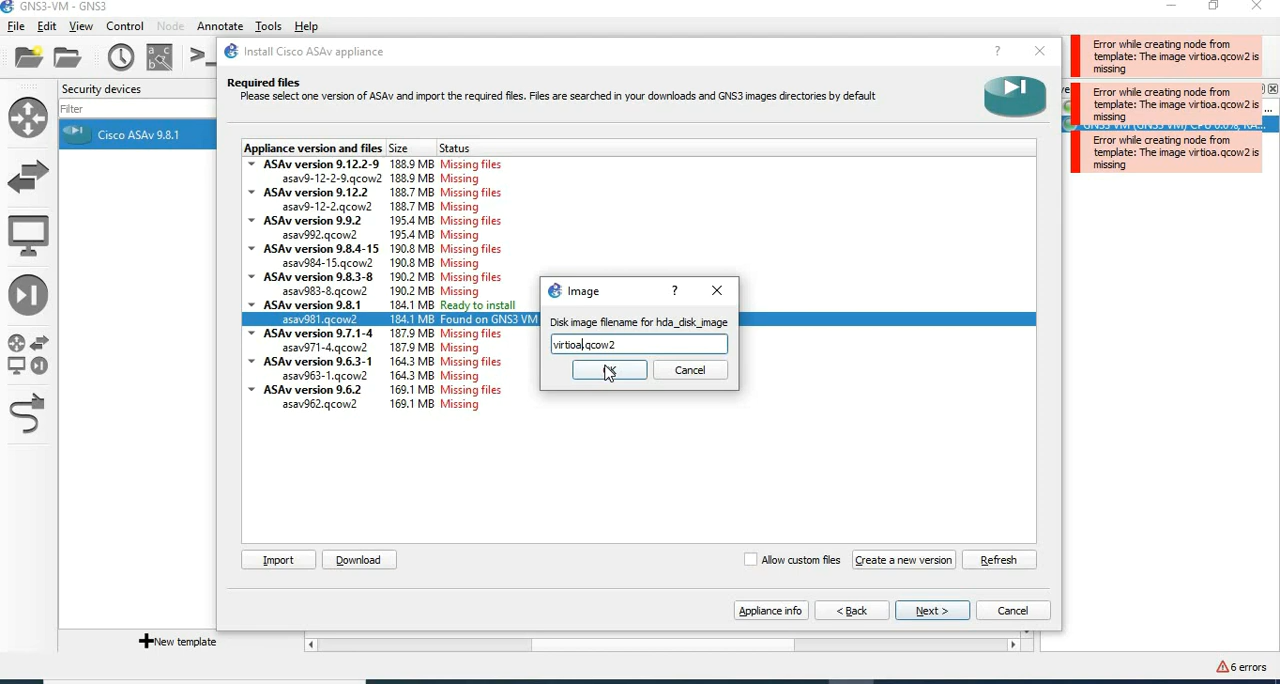 GNS3-VM - GNS3
File Edit View Control Node Annotate Tools Help
Install Cisco ASAv appliance ?
Required files
Please select one version of ASAv and import the required files. Files are searched in your downloads and GNS3 images directories by default
Security devices
Filter
Cisco ASAv 9.8.1
Appliance version and files Size Status
ASAv version 9.12.2-9 188.9 MB Missing files
asav9-12-2-9.qcow2 188.9 MB Missing
ASAv version 9.12.2 188.7 MB Missing files
asav9-12-2.qcow2 188.7 MB Missing
ASAv version 9.9.2 195.4 MB Missing files
asav992.qcow2 195.4 MB Missing
ASAv version 9.8.4-15 190.8 MB Missing files
asav984-15.qcow2 190.8 MB Missing
ASAv version 9.8.3-8 190.2 MB Missing files
asav983-8.qcow2 190.2 MB Missing
ASAv version 9.8.1 184.1 MB Ready to install
asav981.qcow2 184.1 MB Found on GNS3 VM
ASAv version 9.7.1-4 187.9 MB Missing files
asav971-4.qcow2 187.9 MB Missing
ASAv version 9.6.3-1 164.3 MB Missing files
asav963-1.qcow2 164.3 MB Missing
ASAv version 9.6.2 169.1 MB Missing files
asav962.qcow2 169.1 MB Missing
Image ?
Disk image filename for hda_disk_image
virtioa.qcow2
Cancel
Import Download Allow custom files Create a new version Refresh
Appliance info < Back Next > Cancel
New template
Error while creating node from
template: The image virtioa.qcow2 is
missing
Error while creating node from
template: The image virtioa.qcow2 is
missing
GNS3 VM (GNS3 VM) CPU 0.0%, RA...
Error while creating node from
template: The image virtioa.qcow2 is
missing
6 errors